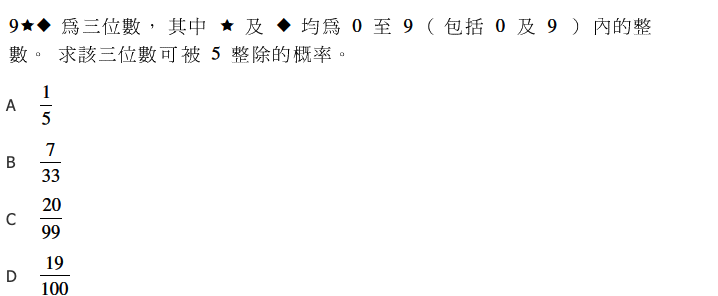 9★◆ 爲三位數，其中 ★ 及 ◆ 均爲 0 至 9（ 包括 0 及 9 ）內的整
數。 求該三位數可被 5 整除的概率。
A 1/5
B 7/33
C 20/99
D 19/100